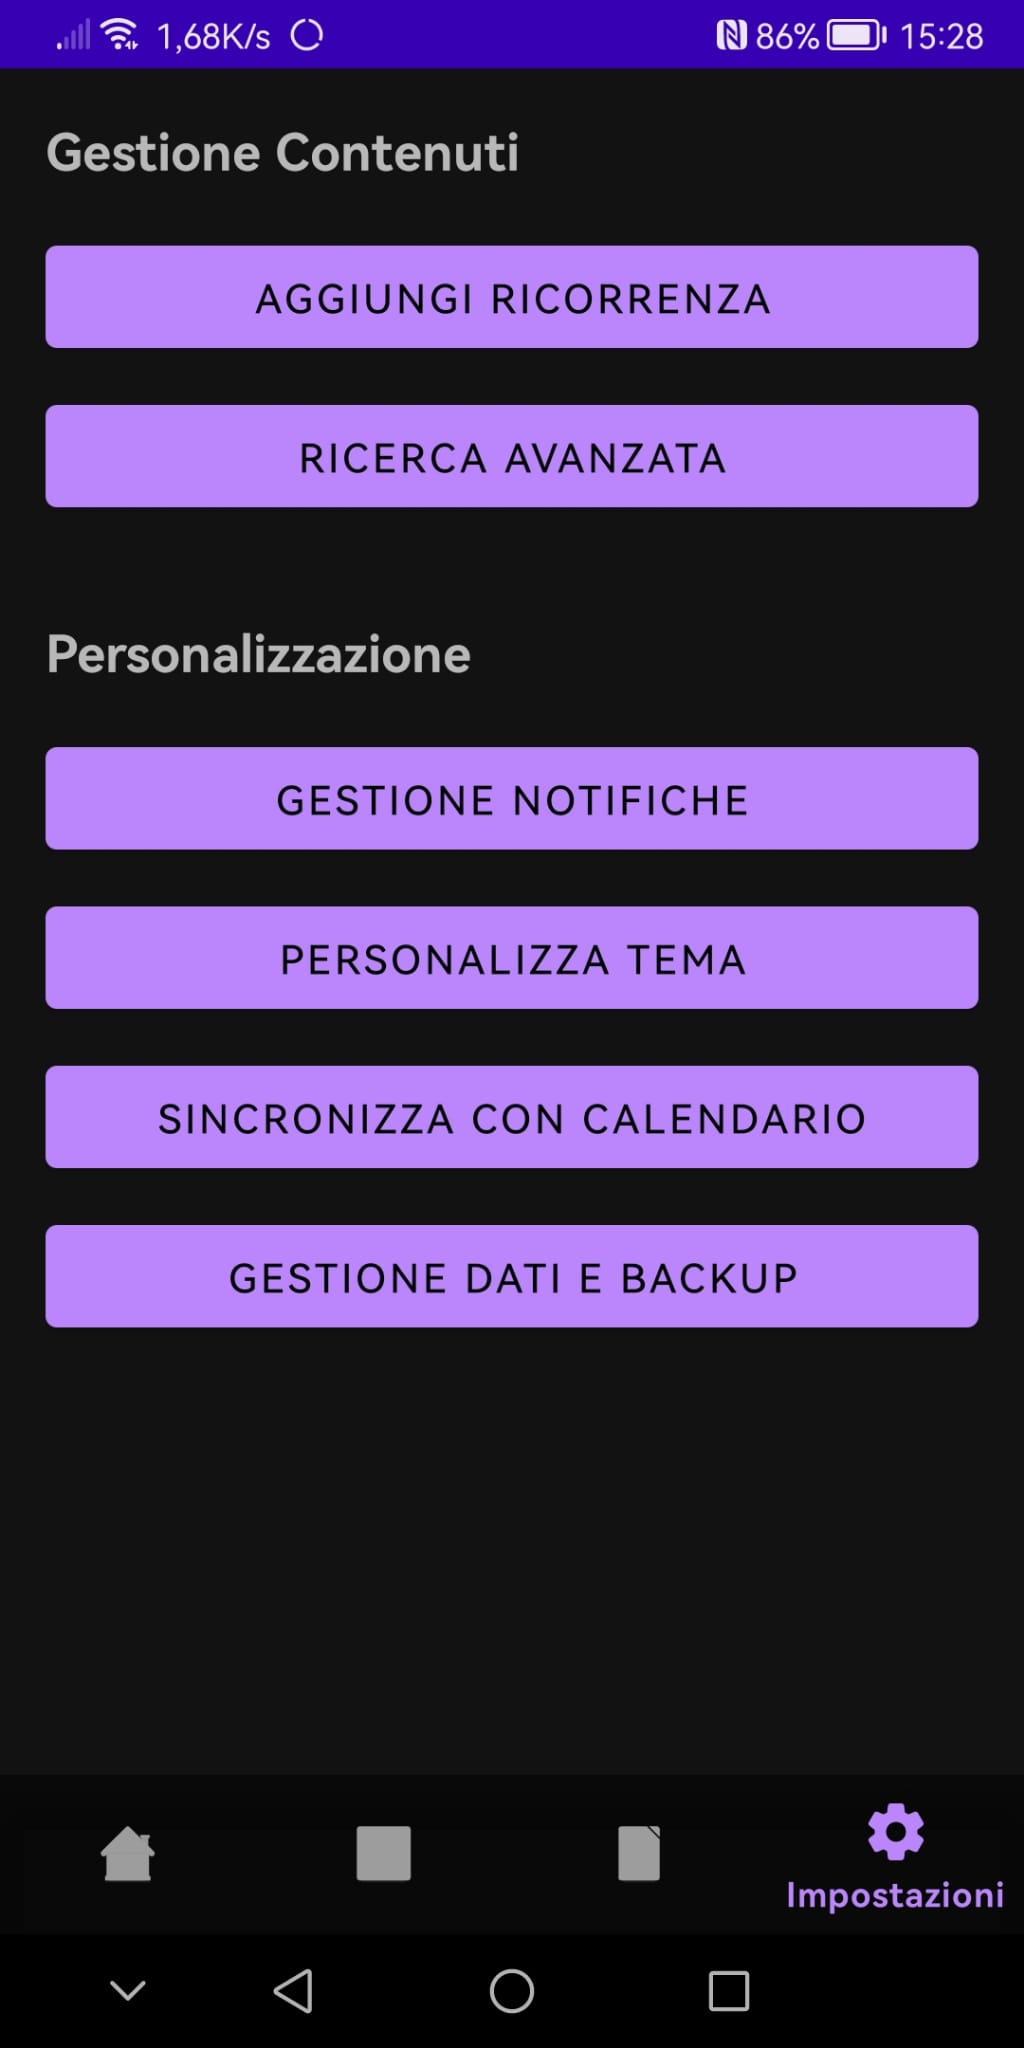 1,68K/s 86% 15:28
Gestione Contenuti
AGGIUNGI RICORRENZA
RICERCA AVANZATA
Personalizzazione
GESTIONE NOTIFICHE
PERSONALIZZA TEMA
SINCRONIZZA CON CALENDARIO
GESTIONE DATI E BACKUP
Impostazioni